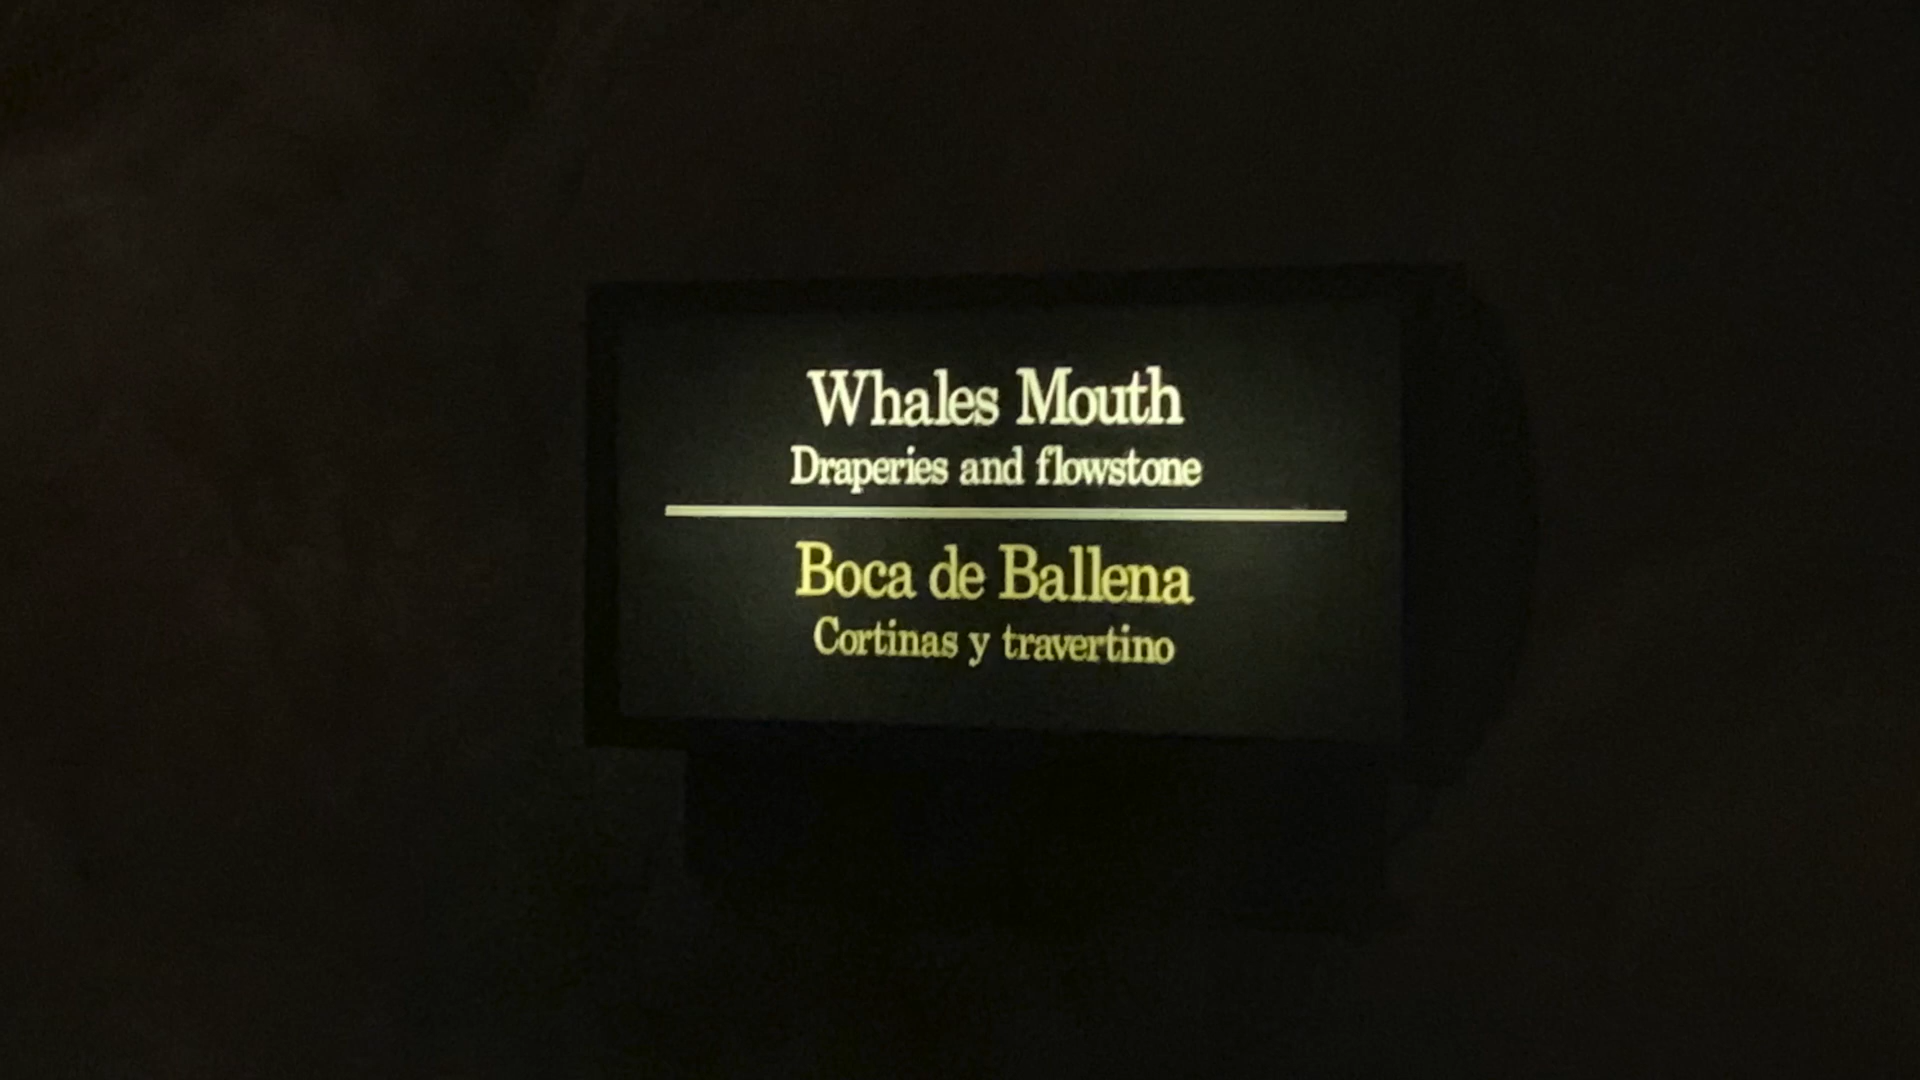 Whales Mouth
Draperies and flowstone
Boca de Ballena
Cortinas y travertino